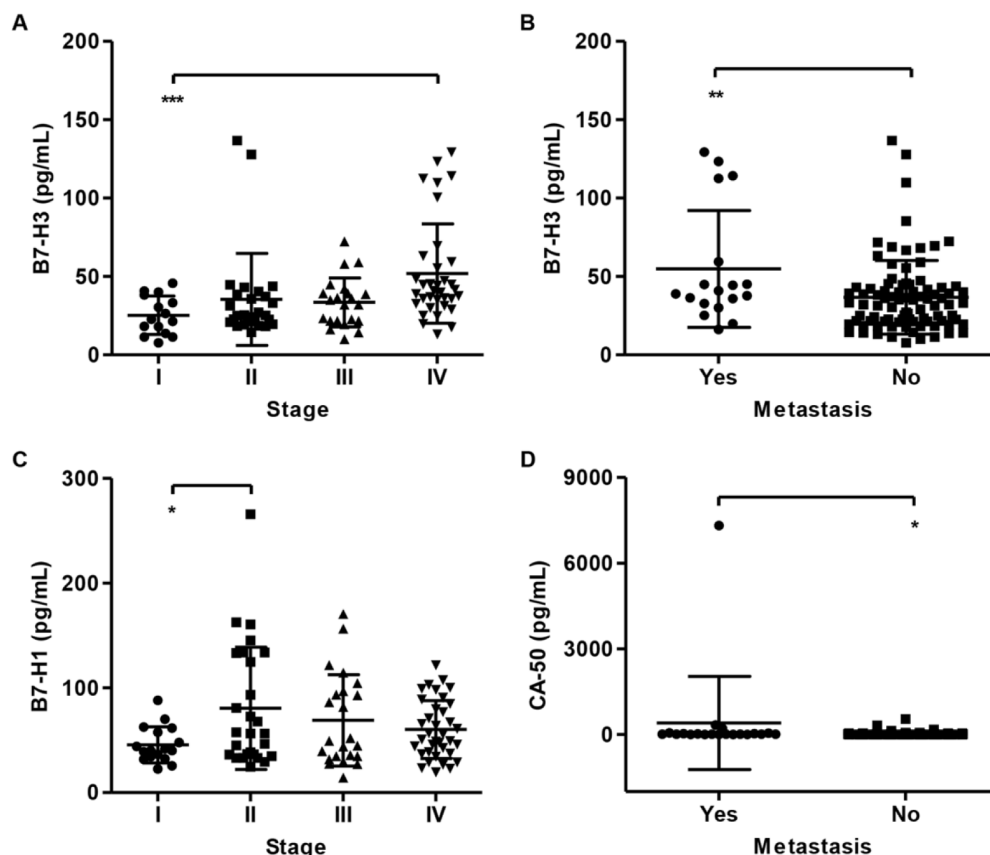 A
B
200
150
100
50
0
B7-H3 (pg/mL)
***
I II III IV
Stage
200
150
100
50
0
B7-H3 (pg/mL)
**
Yes No
Metastasis
C
D
300
200
100
0
B7-H1 (pg/mL)
*
I II III IV
Stage
9000
6000
3000
0
CA-50 (pg/mL)
*
Yes No
Metastasis